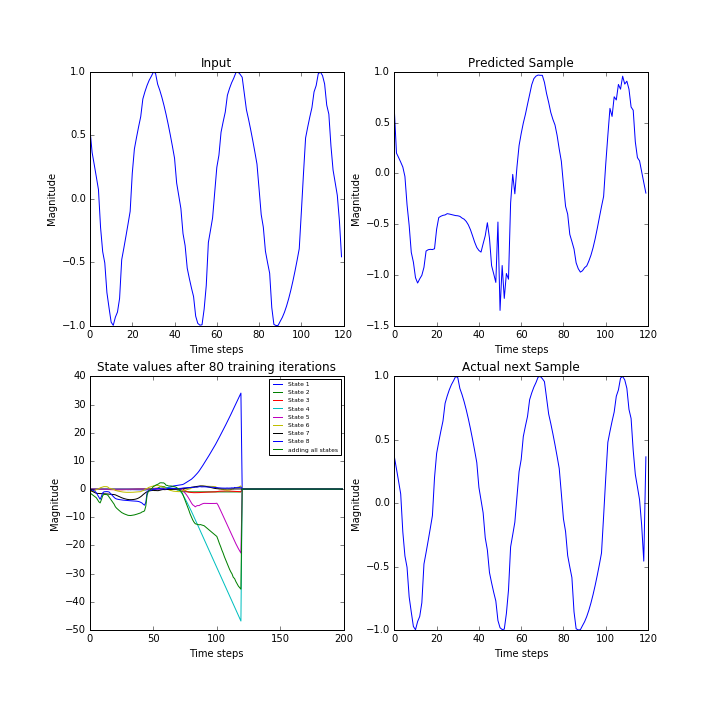 Input
Magnitude
1.0
0.5
0.0
−0.5
−1.0
0 20 40 60 80 100 120
Time steps
Predicted Sample
Magnitude
1.0
0.5
0.0
−0.5
−1.0
−1.5
0 20 40 60 80 100 120
Time steps
State values after 80 training iterations
Magnitude
40
30
20
10
0
−10
−20
−30
−40
−50
0 50 100 150 200
Time steps
State 1
State 2
State 3
State 4
State 5
State 6
State 7
State 8
adding all states
Actual next Sample
Magnitude
1.0
0.5
0.0
−0.5
−1.0
0 20 40 60 80 100 120
Time steps